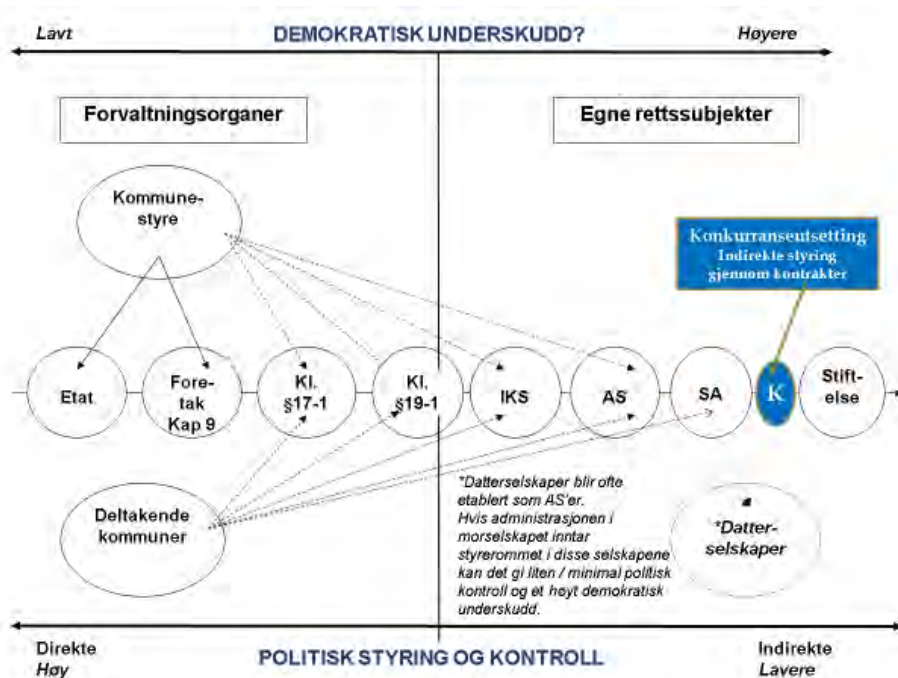 Lavt
DEMOKRATISK UNDERSKUDD?
Høyere
Forvaltningsorganer
Egne rettssubjekter
Kommune-
styre
Konkurranseutsetting
Indirekte styring
gjennom kontrakter
Etat
Fore-
tak
Kap 9
Kl.
§17-1
Kl.
§19-1
IKS
AS
SA
K
Stift-
else
Deltakende
kommuner
*Datterselskaper blir ofte
etablert som AS'er.
Hvis administrasjonen i
morselskapet inntar
styrerommet i disse selskapene
kan det gi liten / minimal politisk
kontroll og et høyt demokratisk
underskudd.
*Datter-
selskaper
Direkte
Høy
POLITISK STYRING OG KONTROLL
Indirekte
Lavere